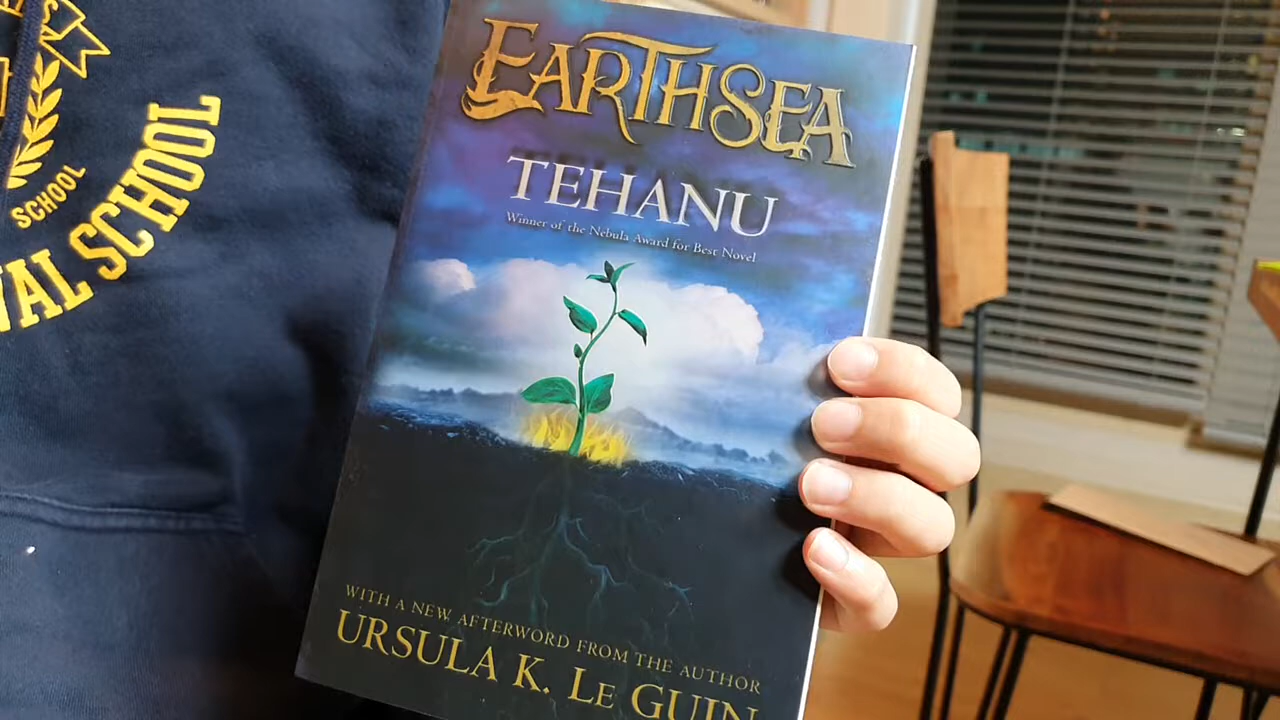 SCHOOL
SCHOOL
EARTHSEA
TEHANU
Winner of the Nebula Award for Best Novel
WITH A NEW AFTERWORD FROM THE AUTHOR
URSULA K. LE GUIN